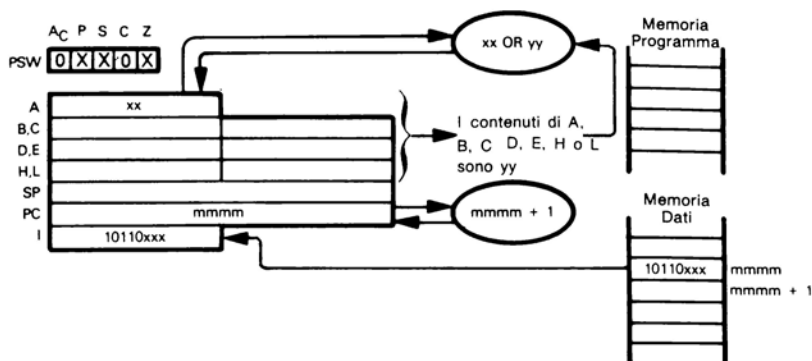 AC P S C Z
PSW 0 X X 0 X
A xx
B,C
D,E
H,L
SP
PC mmmm
I 10110xxx
xx OR yy
I contenuti di A,
B, C D, E, H o L
sono yy
mmmm + 1
Memoria
Programma
Memoria
Dati
10110xxx mmmm
mmmm + 1